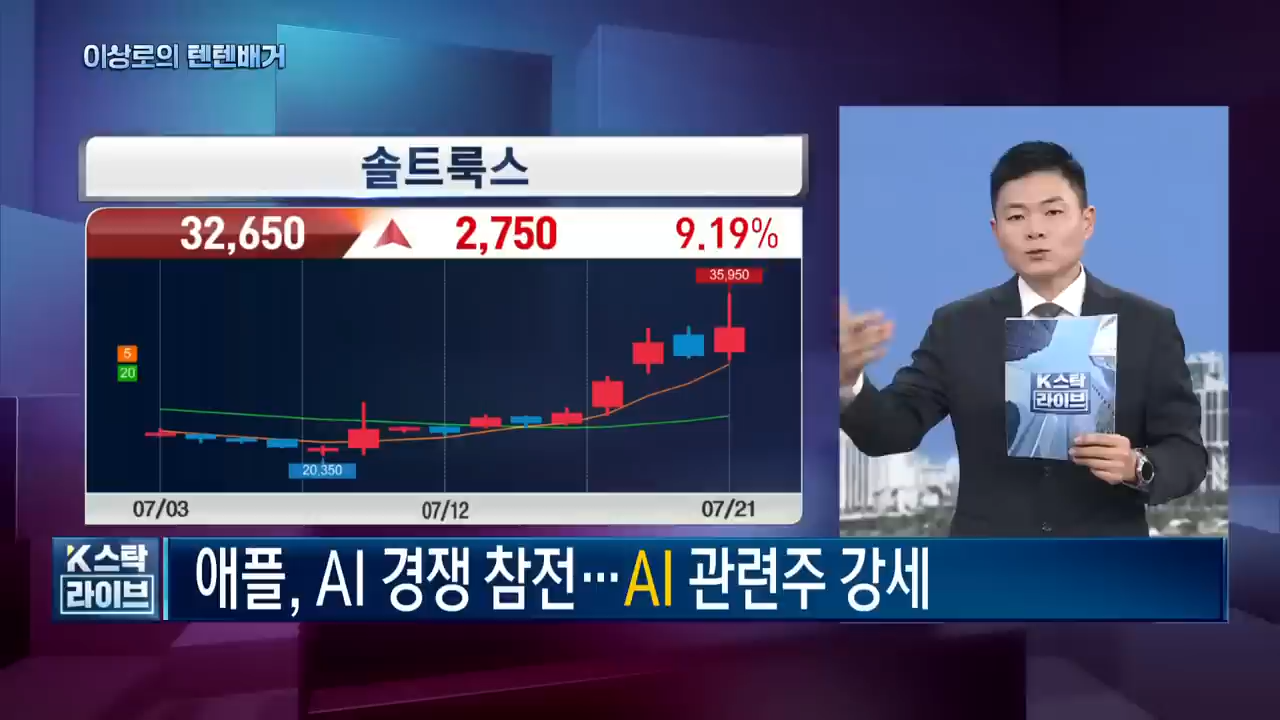 이상로의 텐텐배거
솔트룩스
32,650 2,750 9.19%
35,950
5
20
20,350
07/03 07/12 07/21
K스탁
라이브
K스탁
라이브
애플, AI 경쟁 참전…AI 관련주 강세